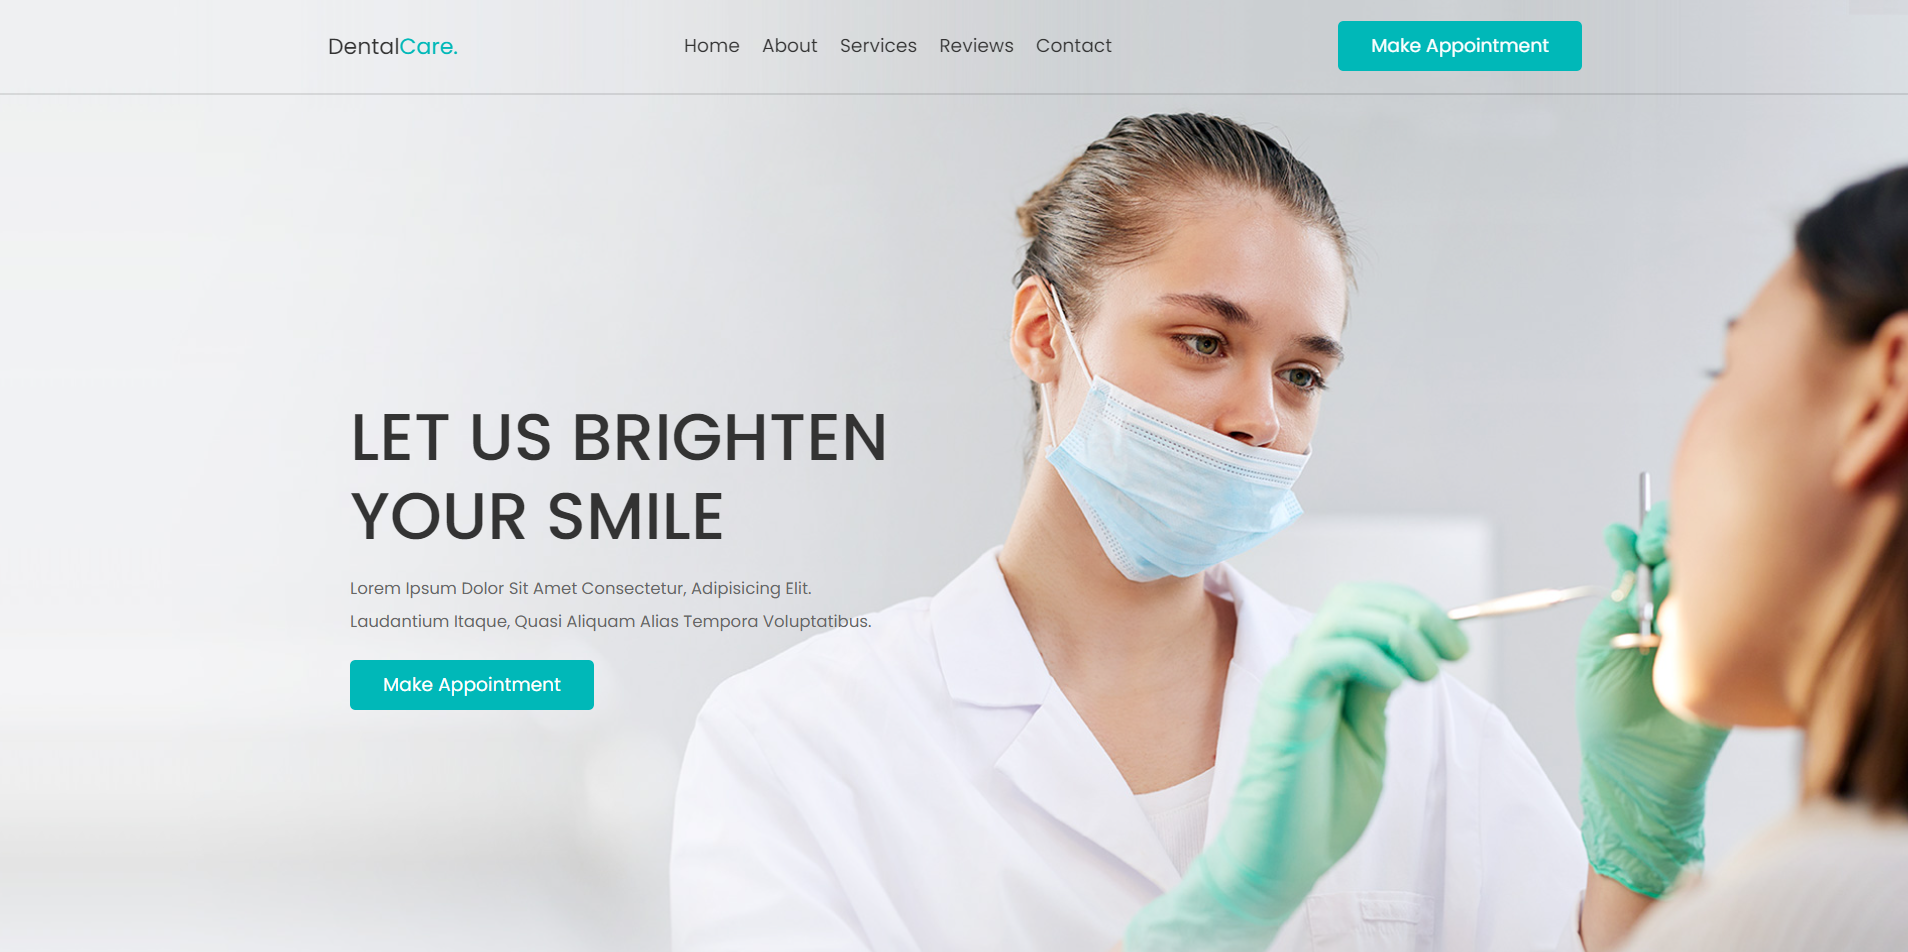 DentalCare.
Home About Services Reviews Contact
Make Appointment
LET US BRIGHTEN
YOUR SMILE
Lorem Ipsum Dolor Sit Amet Consectetur, Adipisicing Elit.
Laudantium Itaque, Quasi Aliquam Alias Tempora Voluptatibus.
Make Appointment